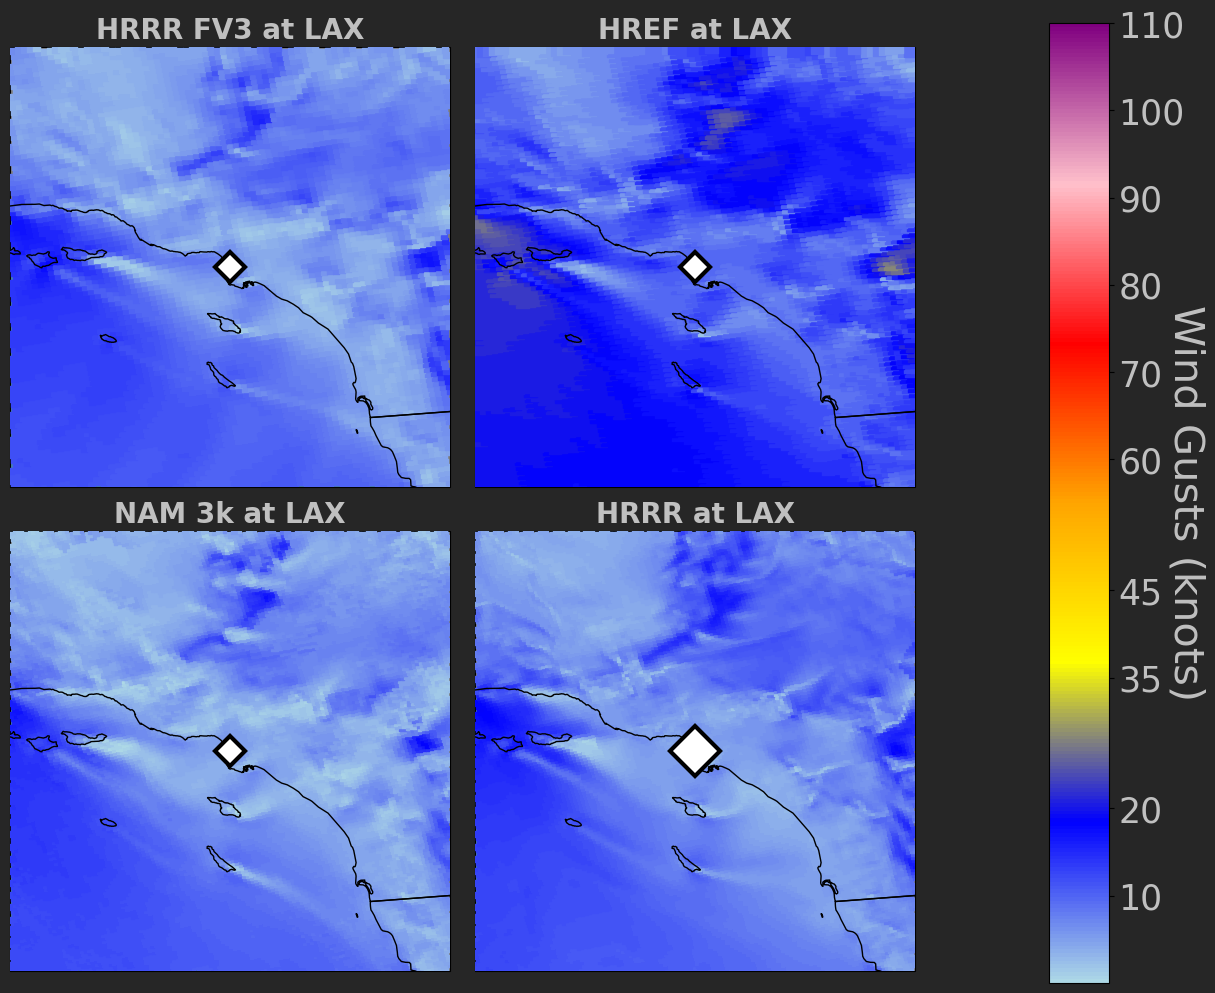 HRRR FV3 at LAX
HREF at LAX
NAM 3k at LAX
HRRR at LAX
110
100
90
80
70
60
45
35
20
10
Wind Gusts (knots)